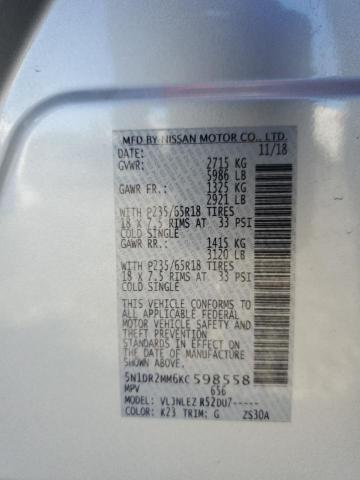 MFD BY NISSAN MOTOR CO., LTD.
DATE: 11/18
GVWR: 2715 KG
5986 LB
GAWR FR.: 1325 KG
2921 LB
WITH P235/65R18 TIRES
18 X 7.5 RIMS AT 33 PSI
COLD SINGLE
GAWR RR.: 1415 KG
3120 LB
WITH P235/65R18 TIRES
18 X 7.5 RIMS AT 33 PSI
COLD SINGLE
THIS VEHICLE CONFORMS TO
ALL APPLICABLE FEDERAL
MOTOR VEHICLE SAFETY AND
THEFT PREVENTION
STANDARDS IN EFFECT ON
THE DATE OF MANUFACTURE
SHOWN ABOVE.
5N1DR2MM6KC 598558
MPV 656
MODEL: VLJNLEZ R52DU7-----
COLOR: K23 TRIM: G ZS30A